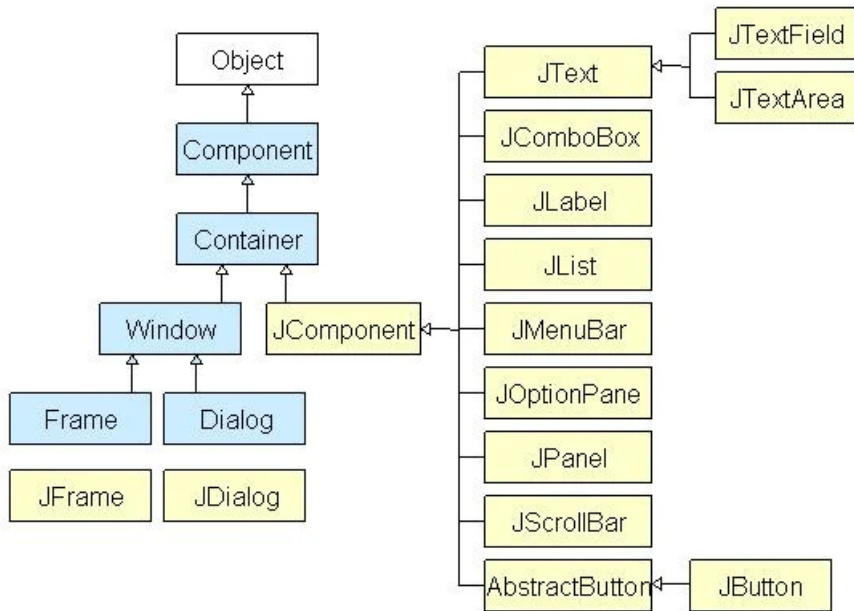 Object
Component
Container
Window
JComponent
Frame
Dialog
JFrame
JDialog
JText
JComboBox
JLabel
JList
JMenuBar
JOptionPane
JPanel
JScrollBar
AbstractButton
JTextField
JTextArea
JButton